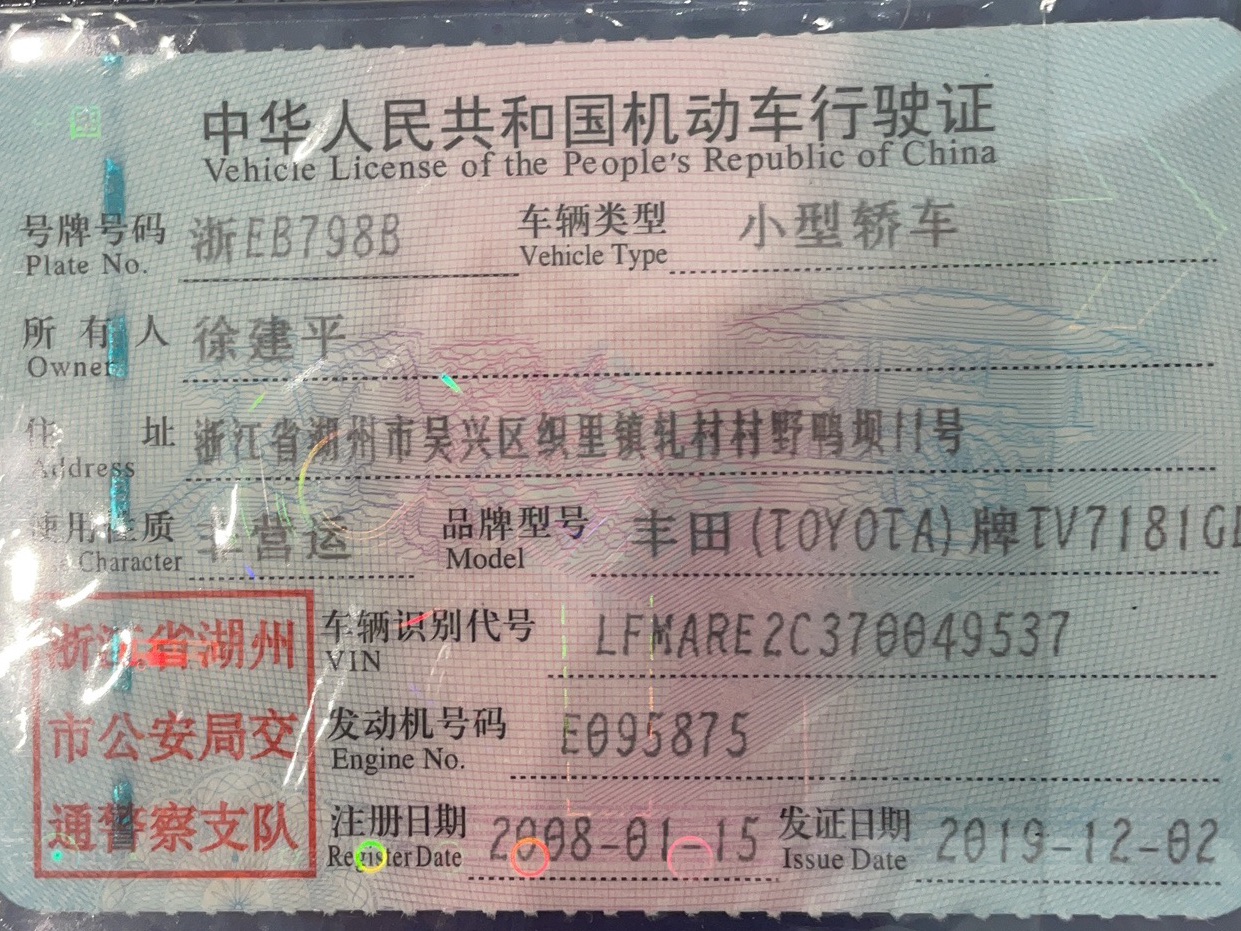 中华人民共和国机动车行驶证
Vehicle License of the People's Republic of China
号牌号码 浙EB798B 车辆类型 小型轿车
Plate No. Vehicle Type
所有人 徐建平
Owner
住址 浙江省湖州市吴兴区织里镇轧村村野鸭坝11号
Address
使用性质 非营运 品牌型号 丰田(TOYOTA)牌TV7181GL
Character Model
浙江省湖州 车辆识别代号 LFMARE2C370049537
VIN
市公安局交 发动机号码 E095875
Engine No.
通警察支队 注册日期 2008-01-15 发证日期 2019-12-02
Register Date Issue Date